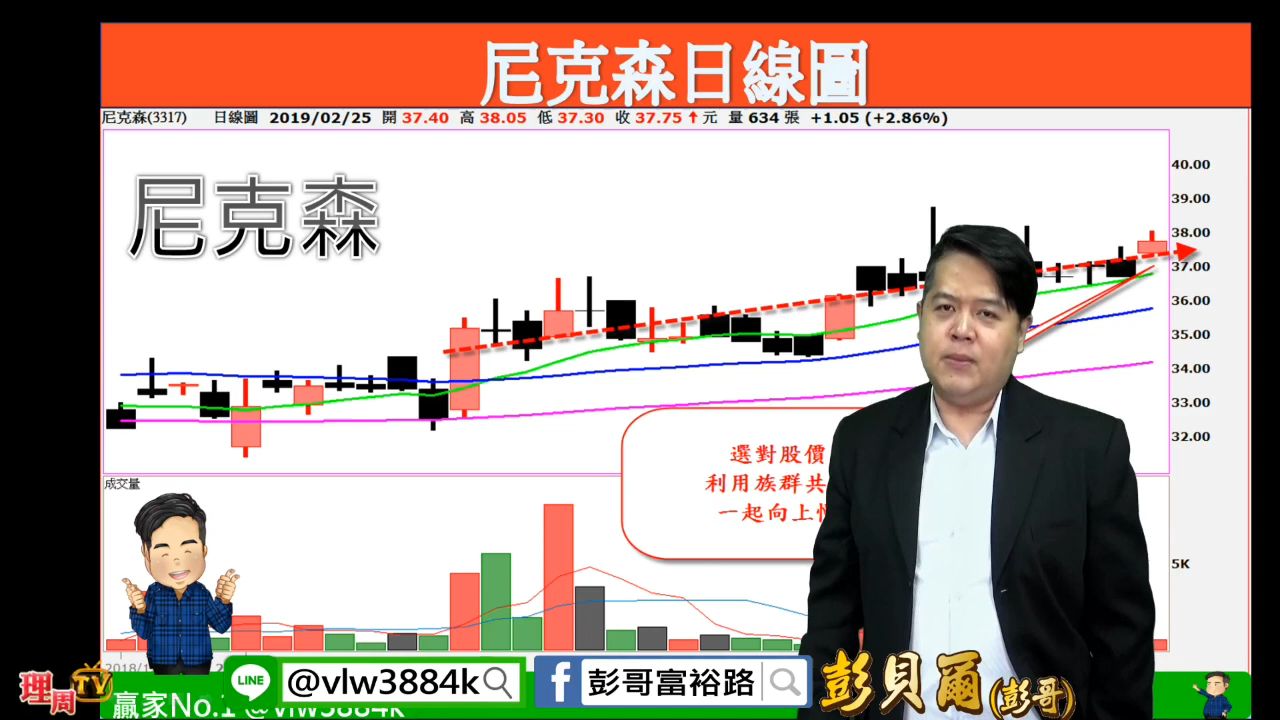 尼克森日線圖
尼克森(3317) 日線圖 2019/02/25 開 37.40 高 38.05 低 37.30 收 37.75 元 量 634 張 +1.05 (+2.86%)
尼克森
40.00
39.00
38.00
37.00
36.00
35.00
34.00
33.00
32.00
選對股價
利用族群共
一起向上
成交量
5K
2018/1
理周TV
贏家No.1 @vlw3884k
LINE
@vlw3884k
f
彭哥富裕路
彭貝爾(彭哥)